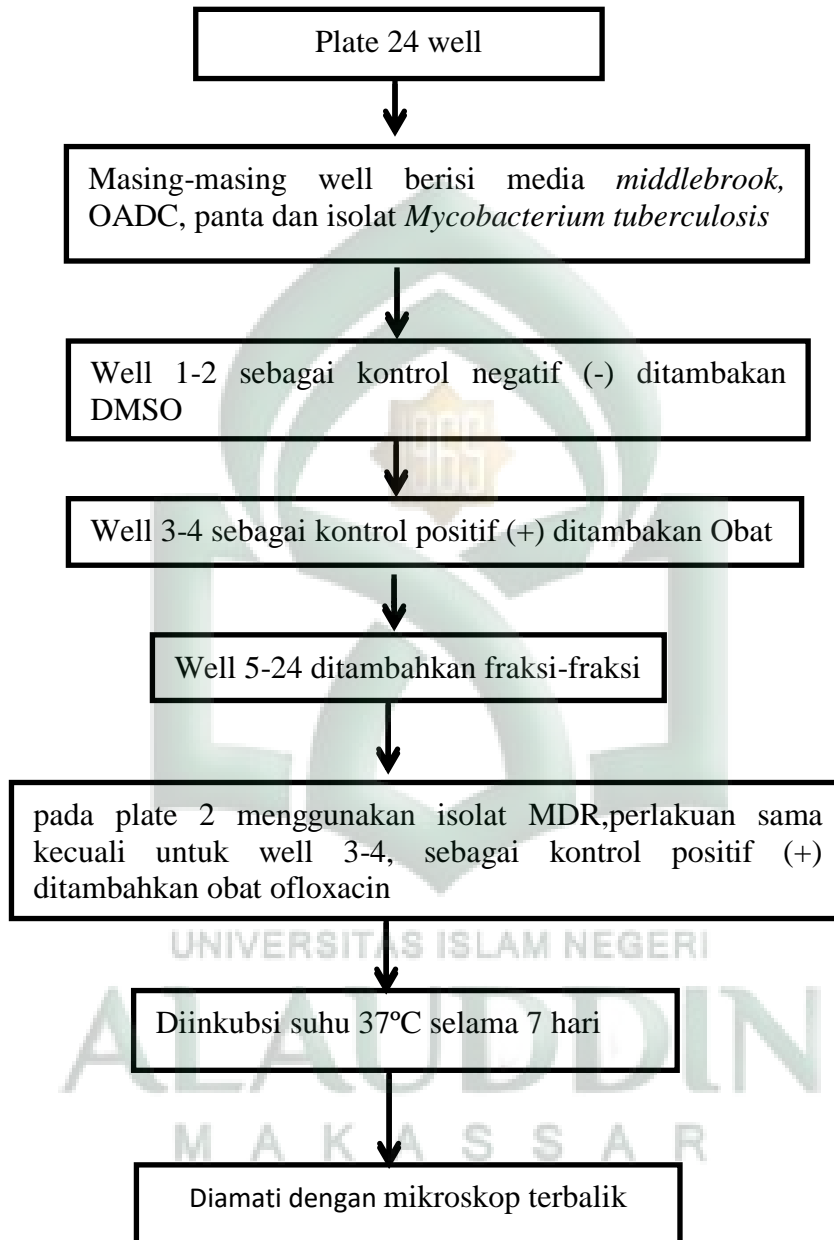 Plate 24 well
Masing-masing well berisi media middlebrook,
OADC, panta dan isolat Mycobacterium tuberculosis
Well 1-2 sebagai kontrol negatif (-) ditambakan
DMSO
1965
Well 3-4 sebagai kontrol positif (+) ditambakan Obat
Well 5-24 ditambahkan fraksi-fraksi
pada plate 2 menggunakan isolat MDR,perlakuan sama
kecuali untuk well 3-4, sebagai kontrol positif (+)
ditambahkan obat ofloxacin
UNIVERSITAS ISLAM NEGERI
Diinkubsi suhu 37ºC selama 7 hari
ALAUDDIN
MAKASSAR
Diamati dengan mikroskop terbalik